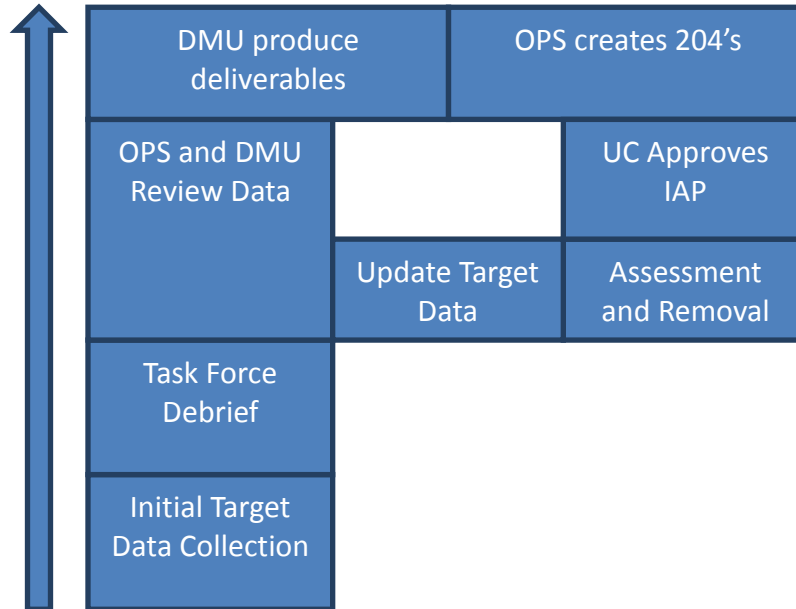 DMU produce
deliverables
OPS creates 204’s
OPS and DMU
Review Data
UC Approves
IAP
Update Target
Data
Assessment
and Removal
Task Force
Debrief
Initial Target
Data Collection